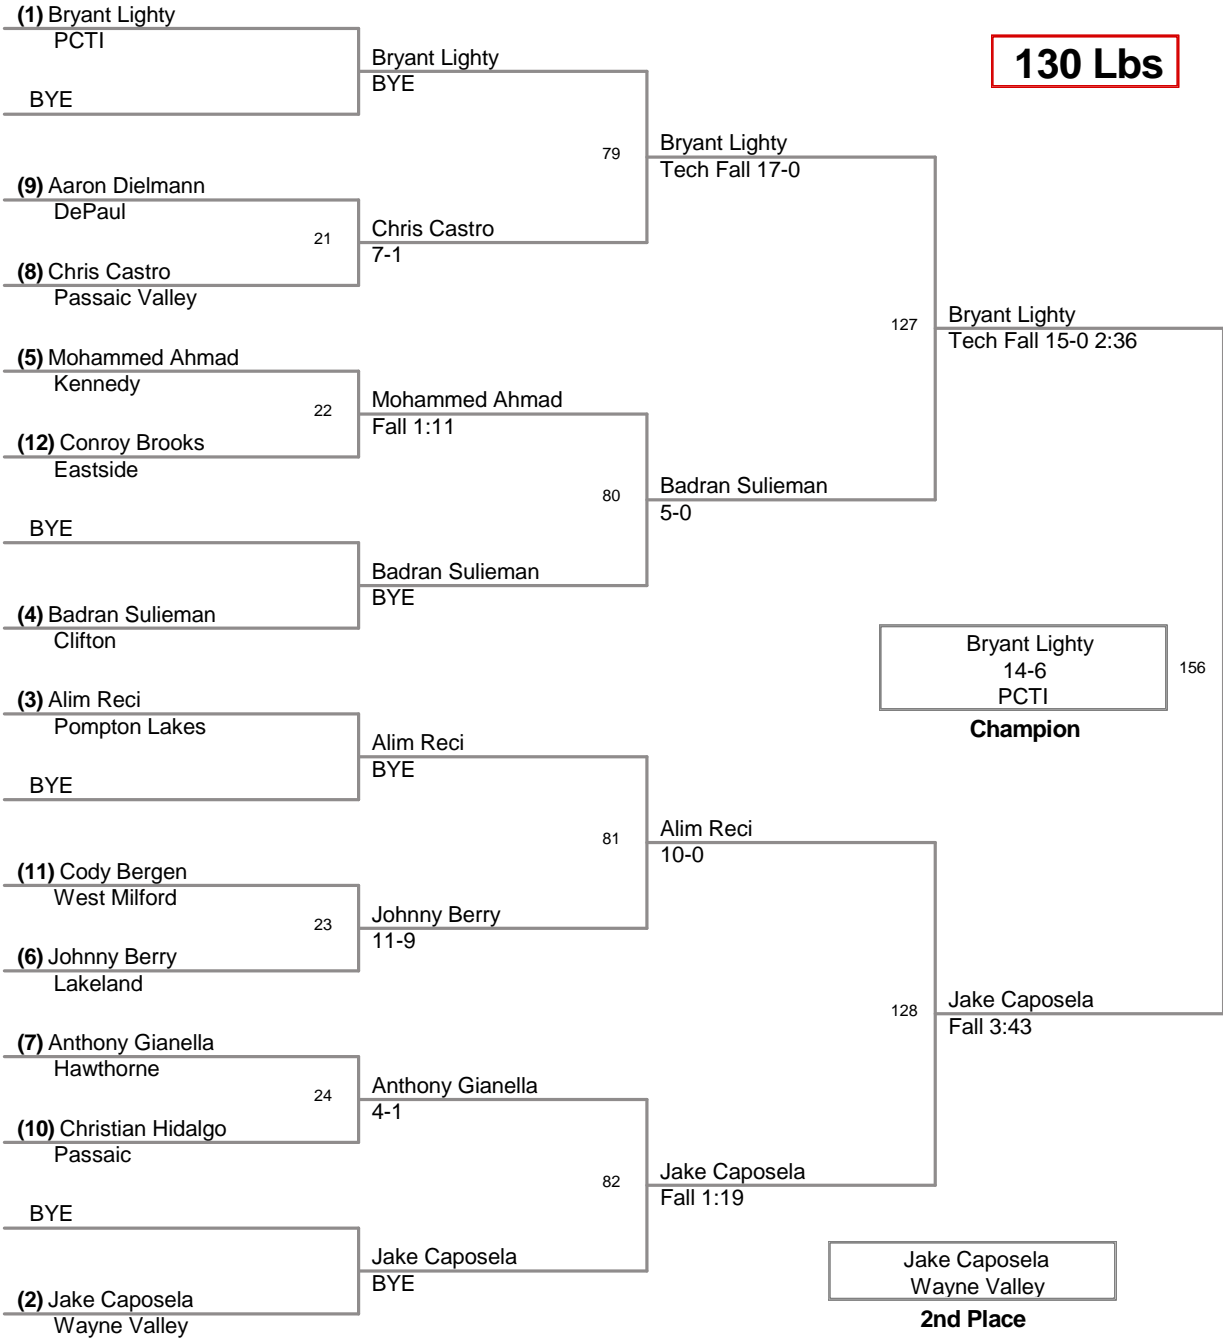 (1) Bryant Lighty
PCTI
BYE
(9) Aaron Dielmann
DePaul
21
(8) Chris Castro
Passaic Valley
(5) Mohammed Ahmad
Kennedy
22
(12) Conroy Brooks
Eastside
BYE
(4) Badran Sulieman
Clifton
(3) Alim Reci
Pompton Lakes
BYE
(11) Cody Bergen
West Milford
23
(6) Johnny Berry
Lakeland
(7) Anthony Gianella
Hawthorne
24
(10) Christian Hidalgo
Passaic
BYE
(2) Jake Caposela
Wayne Valley
Bryant Lighty
BYE
79
Chris Castro
7-1
Mohammed Ahmad
Fall 1:11
80
Badran Sulieman
BYE
Alim Reci
BYE
81
Johnny Berry
11-9
Anthony Gianella
4-1
82
Jake Caposela
BYE
Bryant Lighty
Tech Fall 17-0
127
Badran Sulieman
5-0
Alim Reci
10-0
128
Jake Caposela
Fall 1:19
130 Lbs
Bryant Lighty
Tech Fall 15-0 2:36
Bryant Lighty
14-6
PCTI
156
Champion
Jake Caposela
Fall 3:43
Jake Caposela
Wayne Valley
2nd Place